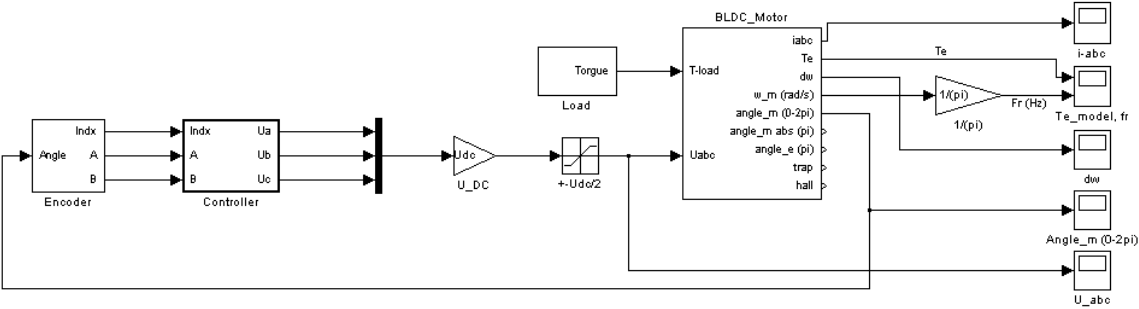 BLDC_Motor
iabc
Te
dw
w_m (rad/s)
angle_m (0-2pi)
angle_m abs (pi)
angle_e (pi)
trap
hall
T-load
Uabc
Torgue
Load
Te
1/(pi)
1/(pi)
Fr (Hz)
i-abc
Te_model, fr
dw
Angle_m (0-2pi)
U_abc
Angle
Indx
A
B
Encoder
Indx
A
B
Ua
Ub
Uc
Controller
Udc
U_DC
+-Udc/2